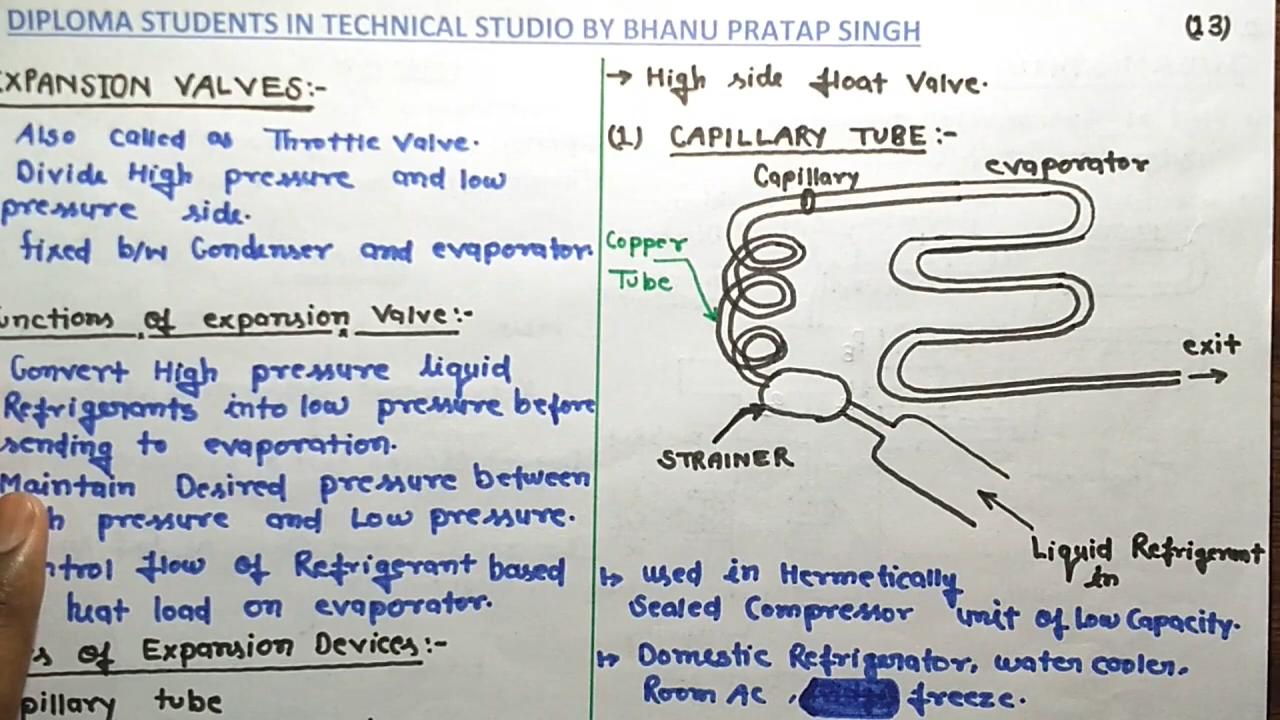 DIPLOMA STUDENTS IN TECHNICAL STUDIO BY BHANU PRATAP SINGH
(13)
EXPANSION VALVES:-
Also called as Throttle Valve.
Divide High pressure and low
pressure side.
fixed b/w Condenser and evaporator.
unctions of expansion Valve:-
Convert High pressure liquid
Refrigerants into low pressure before
sending to evaporation.
Maintain Desired pressure between
h pressure and Low pressure.
ntrol flow of Refrigerant based
heat load on evaporator.
s of Expansion Devices:-
pillary tube
→ High side float Valve.
(1) CAPILLARY TUBE:-
Capillary
evaporator
Copper
Tube
exit
STRAINER
Liquid Refrigerant
in
used in Hermetically
Sealed Compressor unit of Low Capacity.
Domestic Refrigerator, water cooler,
Room AC, freeze.